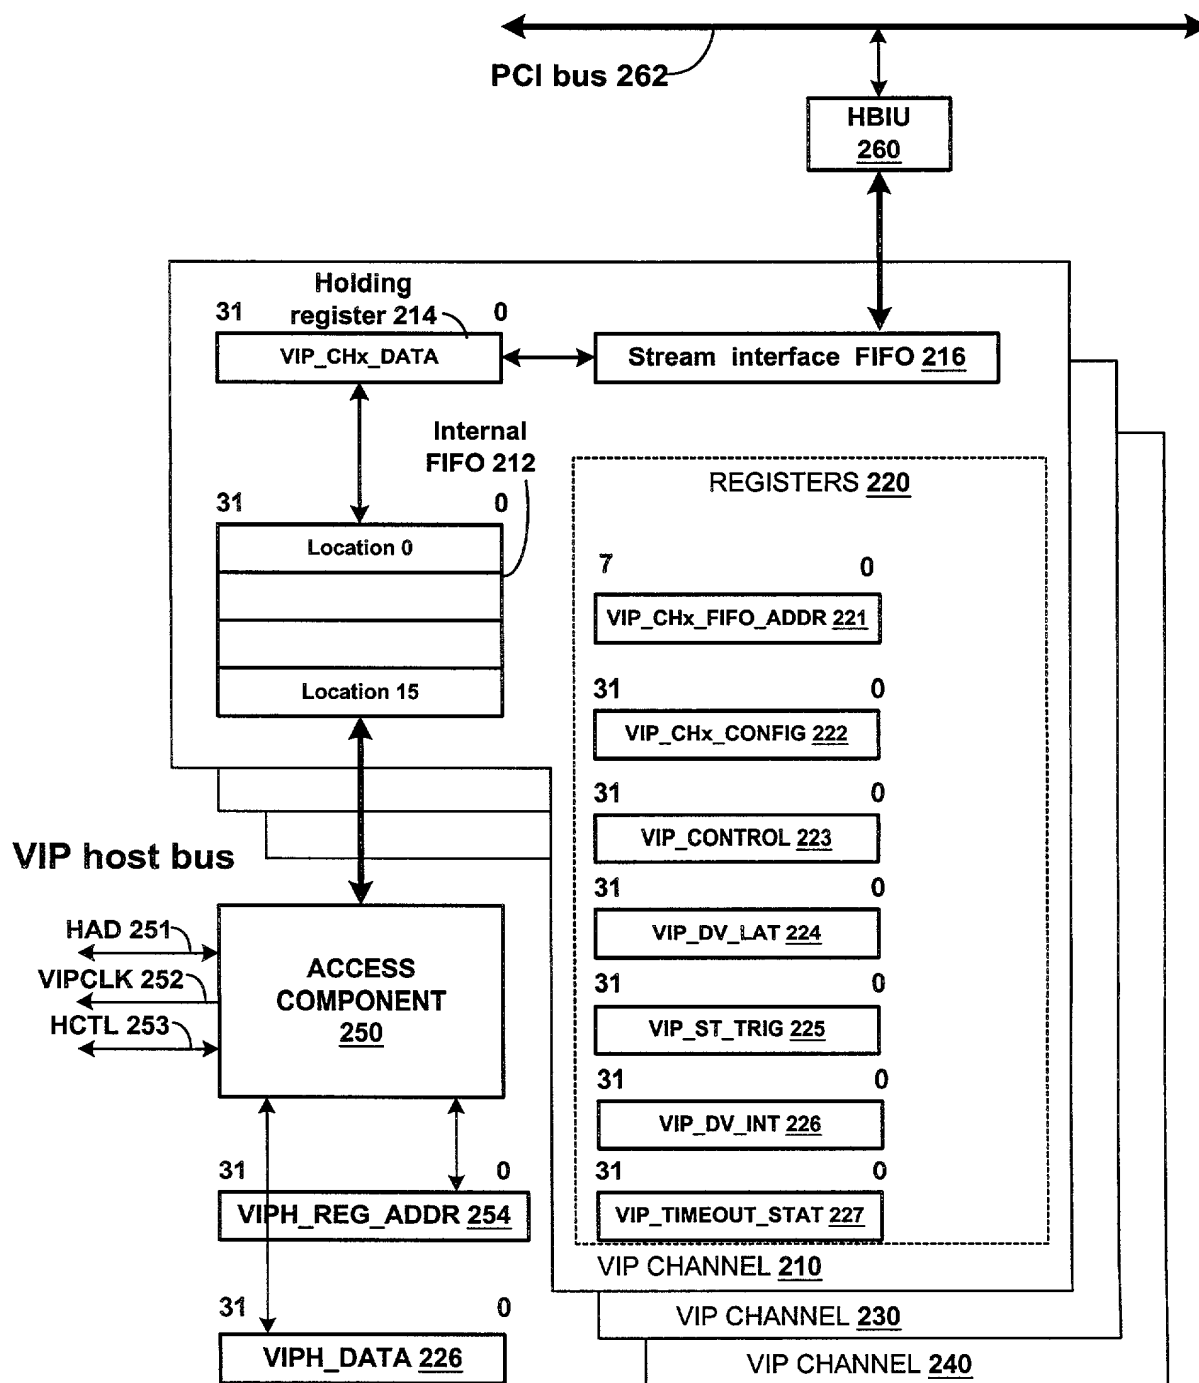 PCI bus 262
HBIU
260
Holding
register 214
31 0
VIP_CHx_DATA
Stream interface FIFO 216
Internal
FIFO 212
31 0
Location 0
Location 15
REGISTERS 220
7 0
VIP_CHx_FIFO_ADDR 221
31 0
VIP_CHx_CONFIG 222
31 0
VIP_CONTROL 223
31 0
VIP_DV_LAT 224
31 0
VIP_ST_TRIG 225
31 0
VIP_DV_INT 226
31 0
VIP_TIMEOUT_STAT 227
VIP CHANNEL 210
VIP CHANNEL 230
VIP CHANNEL 240
VIP host bus
HAD 251
VIPCLK 252
HCTL 253
ACCESS
COMPONENT
250
31 0
VIPH_REG_ADDR 254
31 0
VIPH_DATA 226